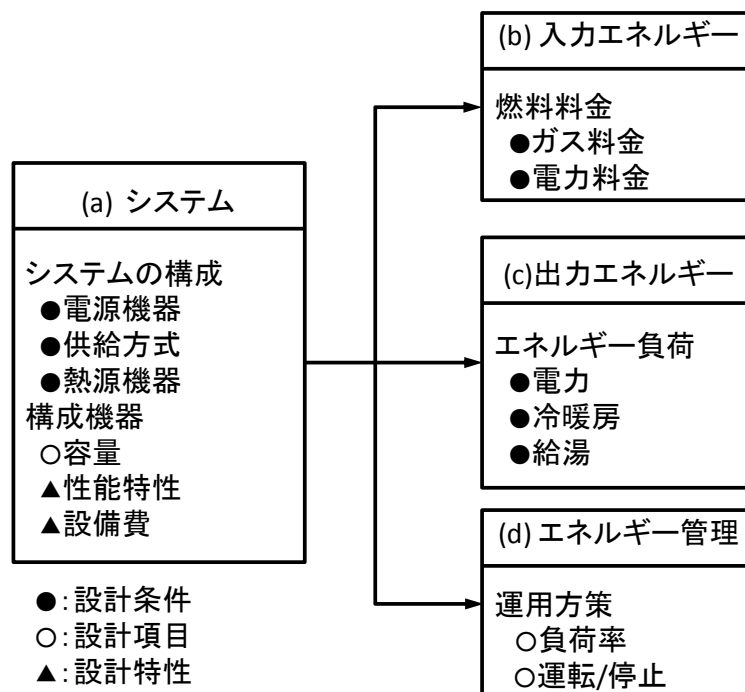 (a) システム
システムの構成
●電源機器
●供給方式
●熱源機器
構成機器
○容量
▲性能特性
▲設備費
●:設計条件
○:設計項目
▲:設計特性
(b) 入力エネルギー
燃料料金
●ガス料金
●電力料金
(c)出力エネルギー
エネルギー負荷
●電力
●冷暖房
●給湯
(d) エネルギー管理
運用方策
○負荷率
○運転/停止